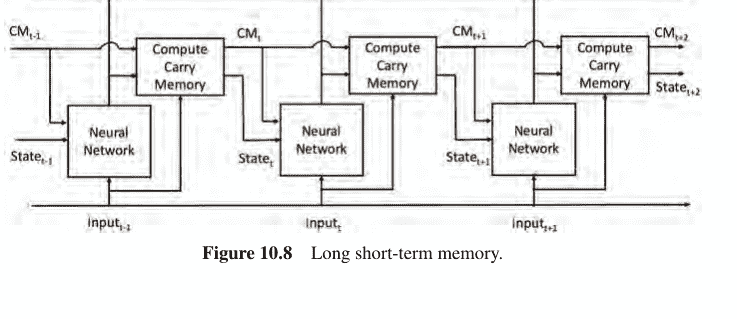 CMₜ₋₁
Compute
Carry
Memory
CMₜ
Compute
Carry
Memory
CMₜ₊₁
Compute
Carry
Memory
CMₜ₊₂
Stateₜ₊₂
Neural
Network
Stateₜ₋₁
Neural
Network
Stateₜ
Neural
Network
Stateₜ₊₁
Inputₜ₋₁
Inputₜ
Inputₜ₊₁
Figure 10.8 Long short-term memory.